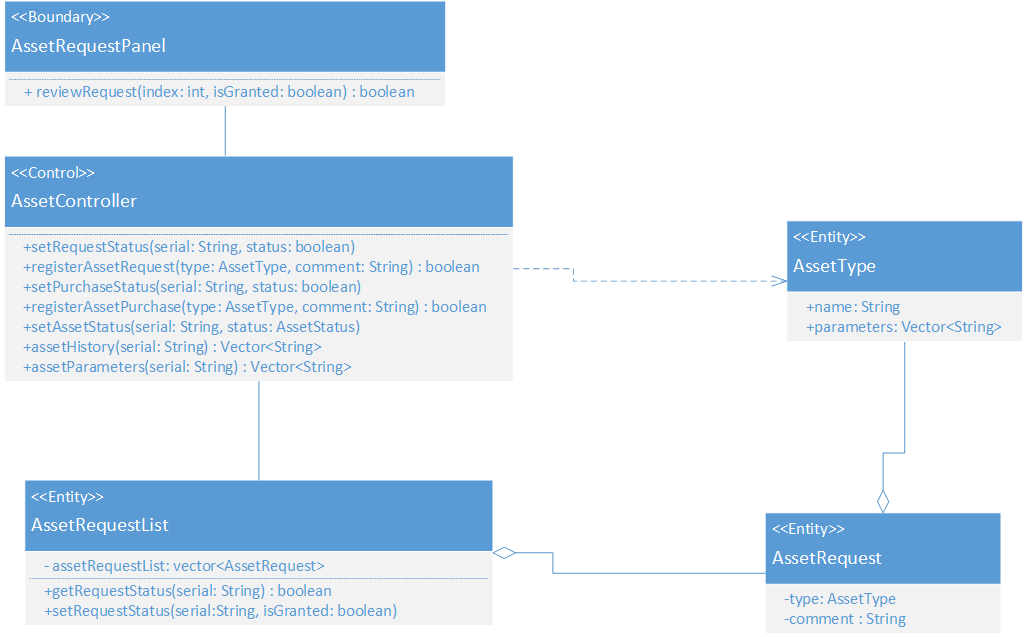 <<Boundary>>
AssetRequestPanel
+ reviewRequest(index: int, isGranted: boolean) : boolean
<<Control>>
AssetController
+setRequestStatus(serial: String, status: boolean)
+registerAssetRequest(type: AssetType, comment: String) : boolean
+setPurchaseStatus(serial: String, status: boolean)
+registerAssetPurchase(type: AssetType, comment: String) : boolean
+setAssetStatus(serial: String, status: AssetStatus)
+assetHistory(serial: String) : Vector<String>
+assetParameters(serial: String) : Vector<String>
<<Entity>>
AssetType
+name: String
+parameters: Vector<String>
<<Entity>>
AssetRequestList
- assetRequestList: vector<AssetRequest>
+getRequestStatus(serial: String) : boolean
+setRequestStatus(serial:String, isGranted: boolean)
<<Entity>>
AssetRequest
-type: AssetType
-comment : String